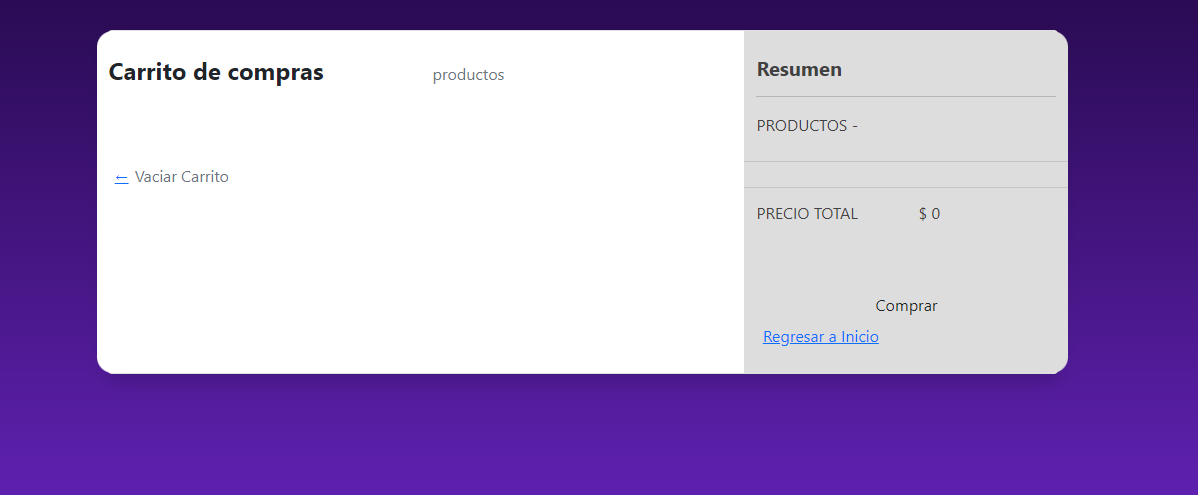 Carrito de compras
productos
← Vaciar Carrito
Resumen
PRODUCTOS -
PRECIO TOTAL $ 0
Comprar
Regresar a Inicio